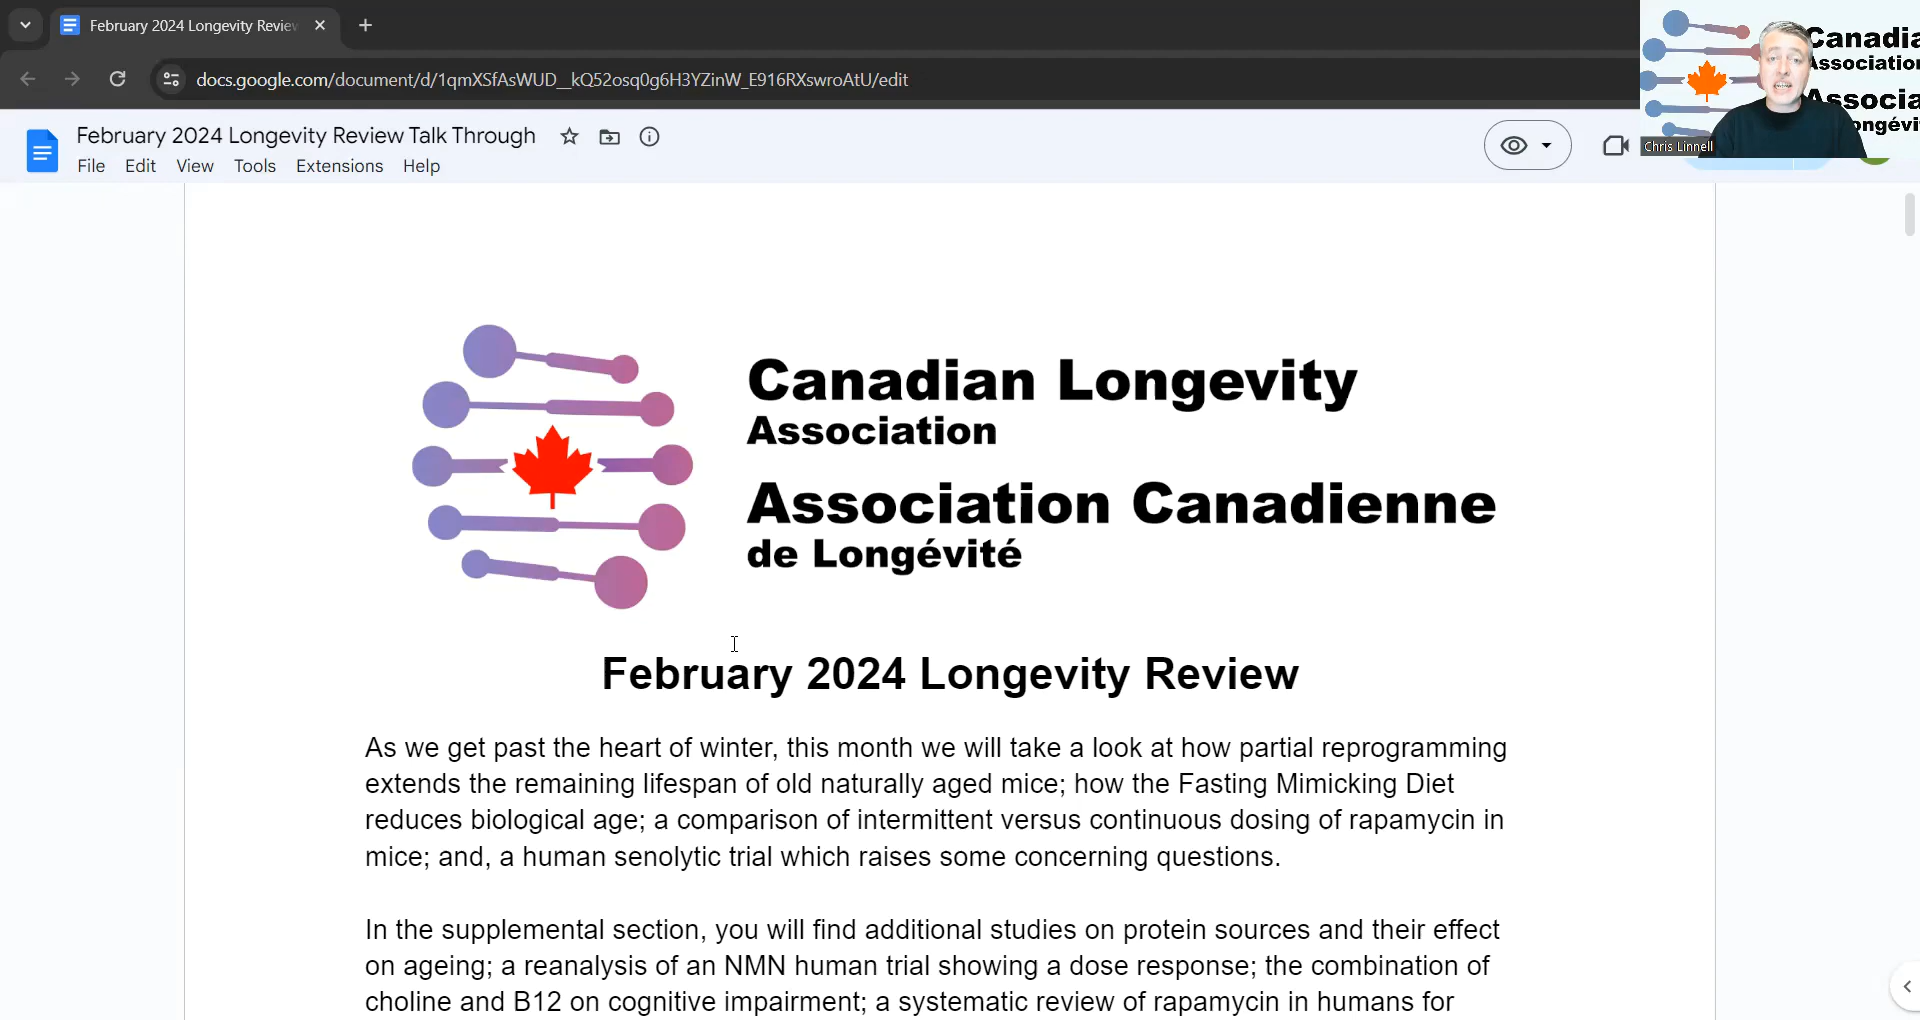 February 2024 Longevity Review
docs.google.com/document/d/1qmXSfAsWUD__kQ52osq0g6H3YZinW_E916RXswroAtU/edit
Canadia
Association
Associa
ongévi
Chris Linnell
February 2024 Longevity Review Talk Through
File Edit View Tools Extensions Help
Canadian Longevity
Association
Association Canadienne
de Longévité
February 2024 Longevity Review
As we get past the heart of winter, this month we will take a look at how partial reprogramming
extends the remaining lifespan of old naturally aged mice; how the Fasting Mimicking Diet
reduces biological age; a comparison of intermittent versus continuous dosing of rapamycin in
mice; and, a human senolytic trial which raises some concerning questions.
In the supplemental section, you will find additional studies on protein sources and their effect
on ageing; a reanalysis of an NMN human trial showing a dose response; the combination of
choline and B12 on cognitive impairment; a systematic review of rapamycin in humans for